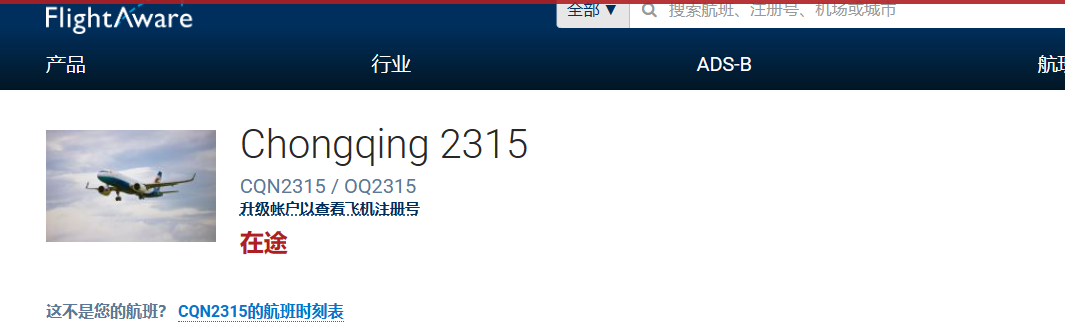 FlightAware
全部 ▼ 搜索航班、注册号、机场或城市
产品 行业 ADS-B 航班
Chongqing 2315
CQN2315 / OQ2315
升级帐户以查看飞机注册号
在途
这不是您的航班? CQN2315的航班时刻表